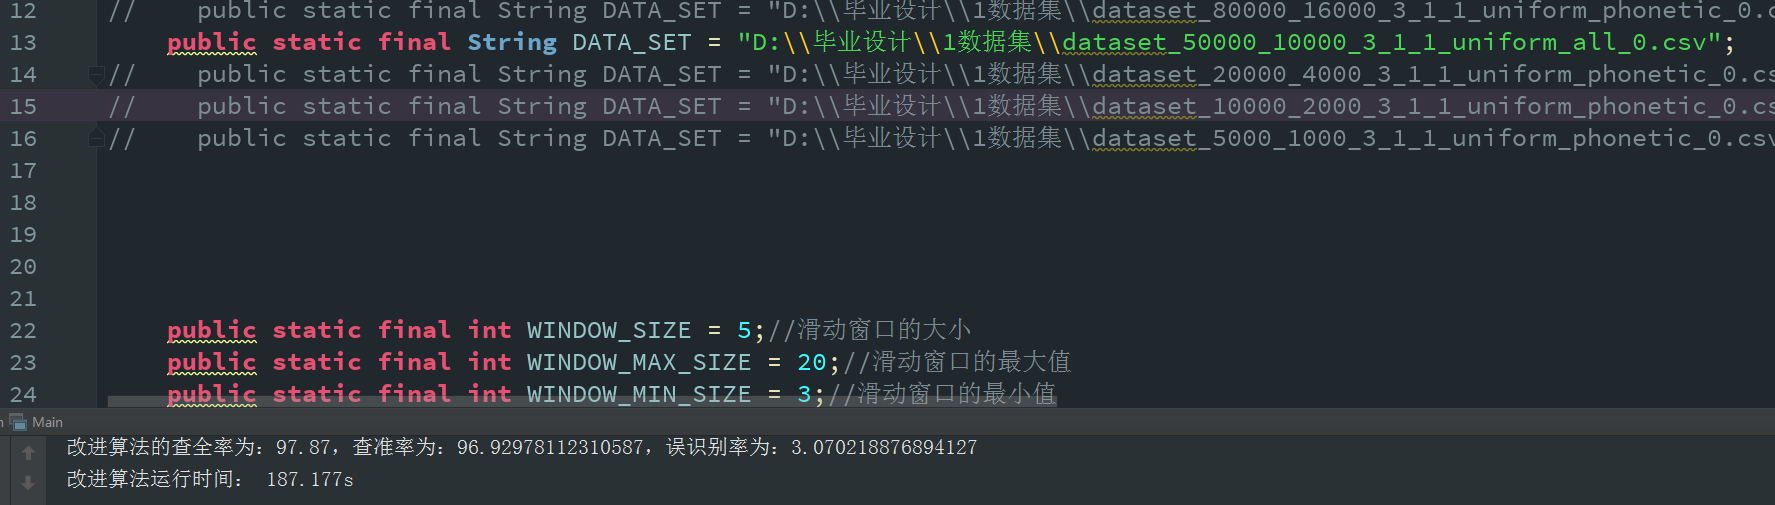 12 // public static final String DATA_SET = "D:\\毕业设计\\1数据集\\dataset_80000_16000_3_1_1_uniform_phonetic_0.c
13 public static final String DATA_SET = "D:\\毕业设计\\1数据集\\dataset_50000_10000_3_1_1_uniform_all_0.csv";
14 // public static final String DATA_SET = "D:\\毕业设计\\1数据集\\dataset_20000_4000_3_1_1_uniform_phonetic_0.cs
15 // public static final String DATA_SET = "D:\\毕业设计\\1数据集\\dataset_10000_2000_3_1_1_uniform_phonetic_0.cs
16 // public static final String DATA_SET = "D:\\毕业设计\\1数据集\\dataset_5000_1000_3_1_1_uniform_phonetic_0.csv
17
18
19
20
21
22 public static final int WINDOW_SIZE = 5;//滑动窗口的大小
23 public static final int WINDOW_MAX_SIZE = 20;//滑动窗口的最大值
24 public static final int WINDOW_MIN_SIZE = 3;//滑动窗口的最小值
n Main
改进算法的查全率为: 97.87, 查准率为: 96.92978112310587, 误识别率为: 3.070218876894127
改进算法运行时间: 187.177s